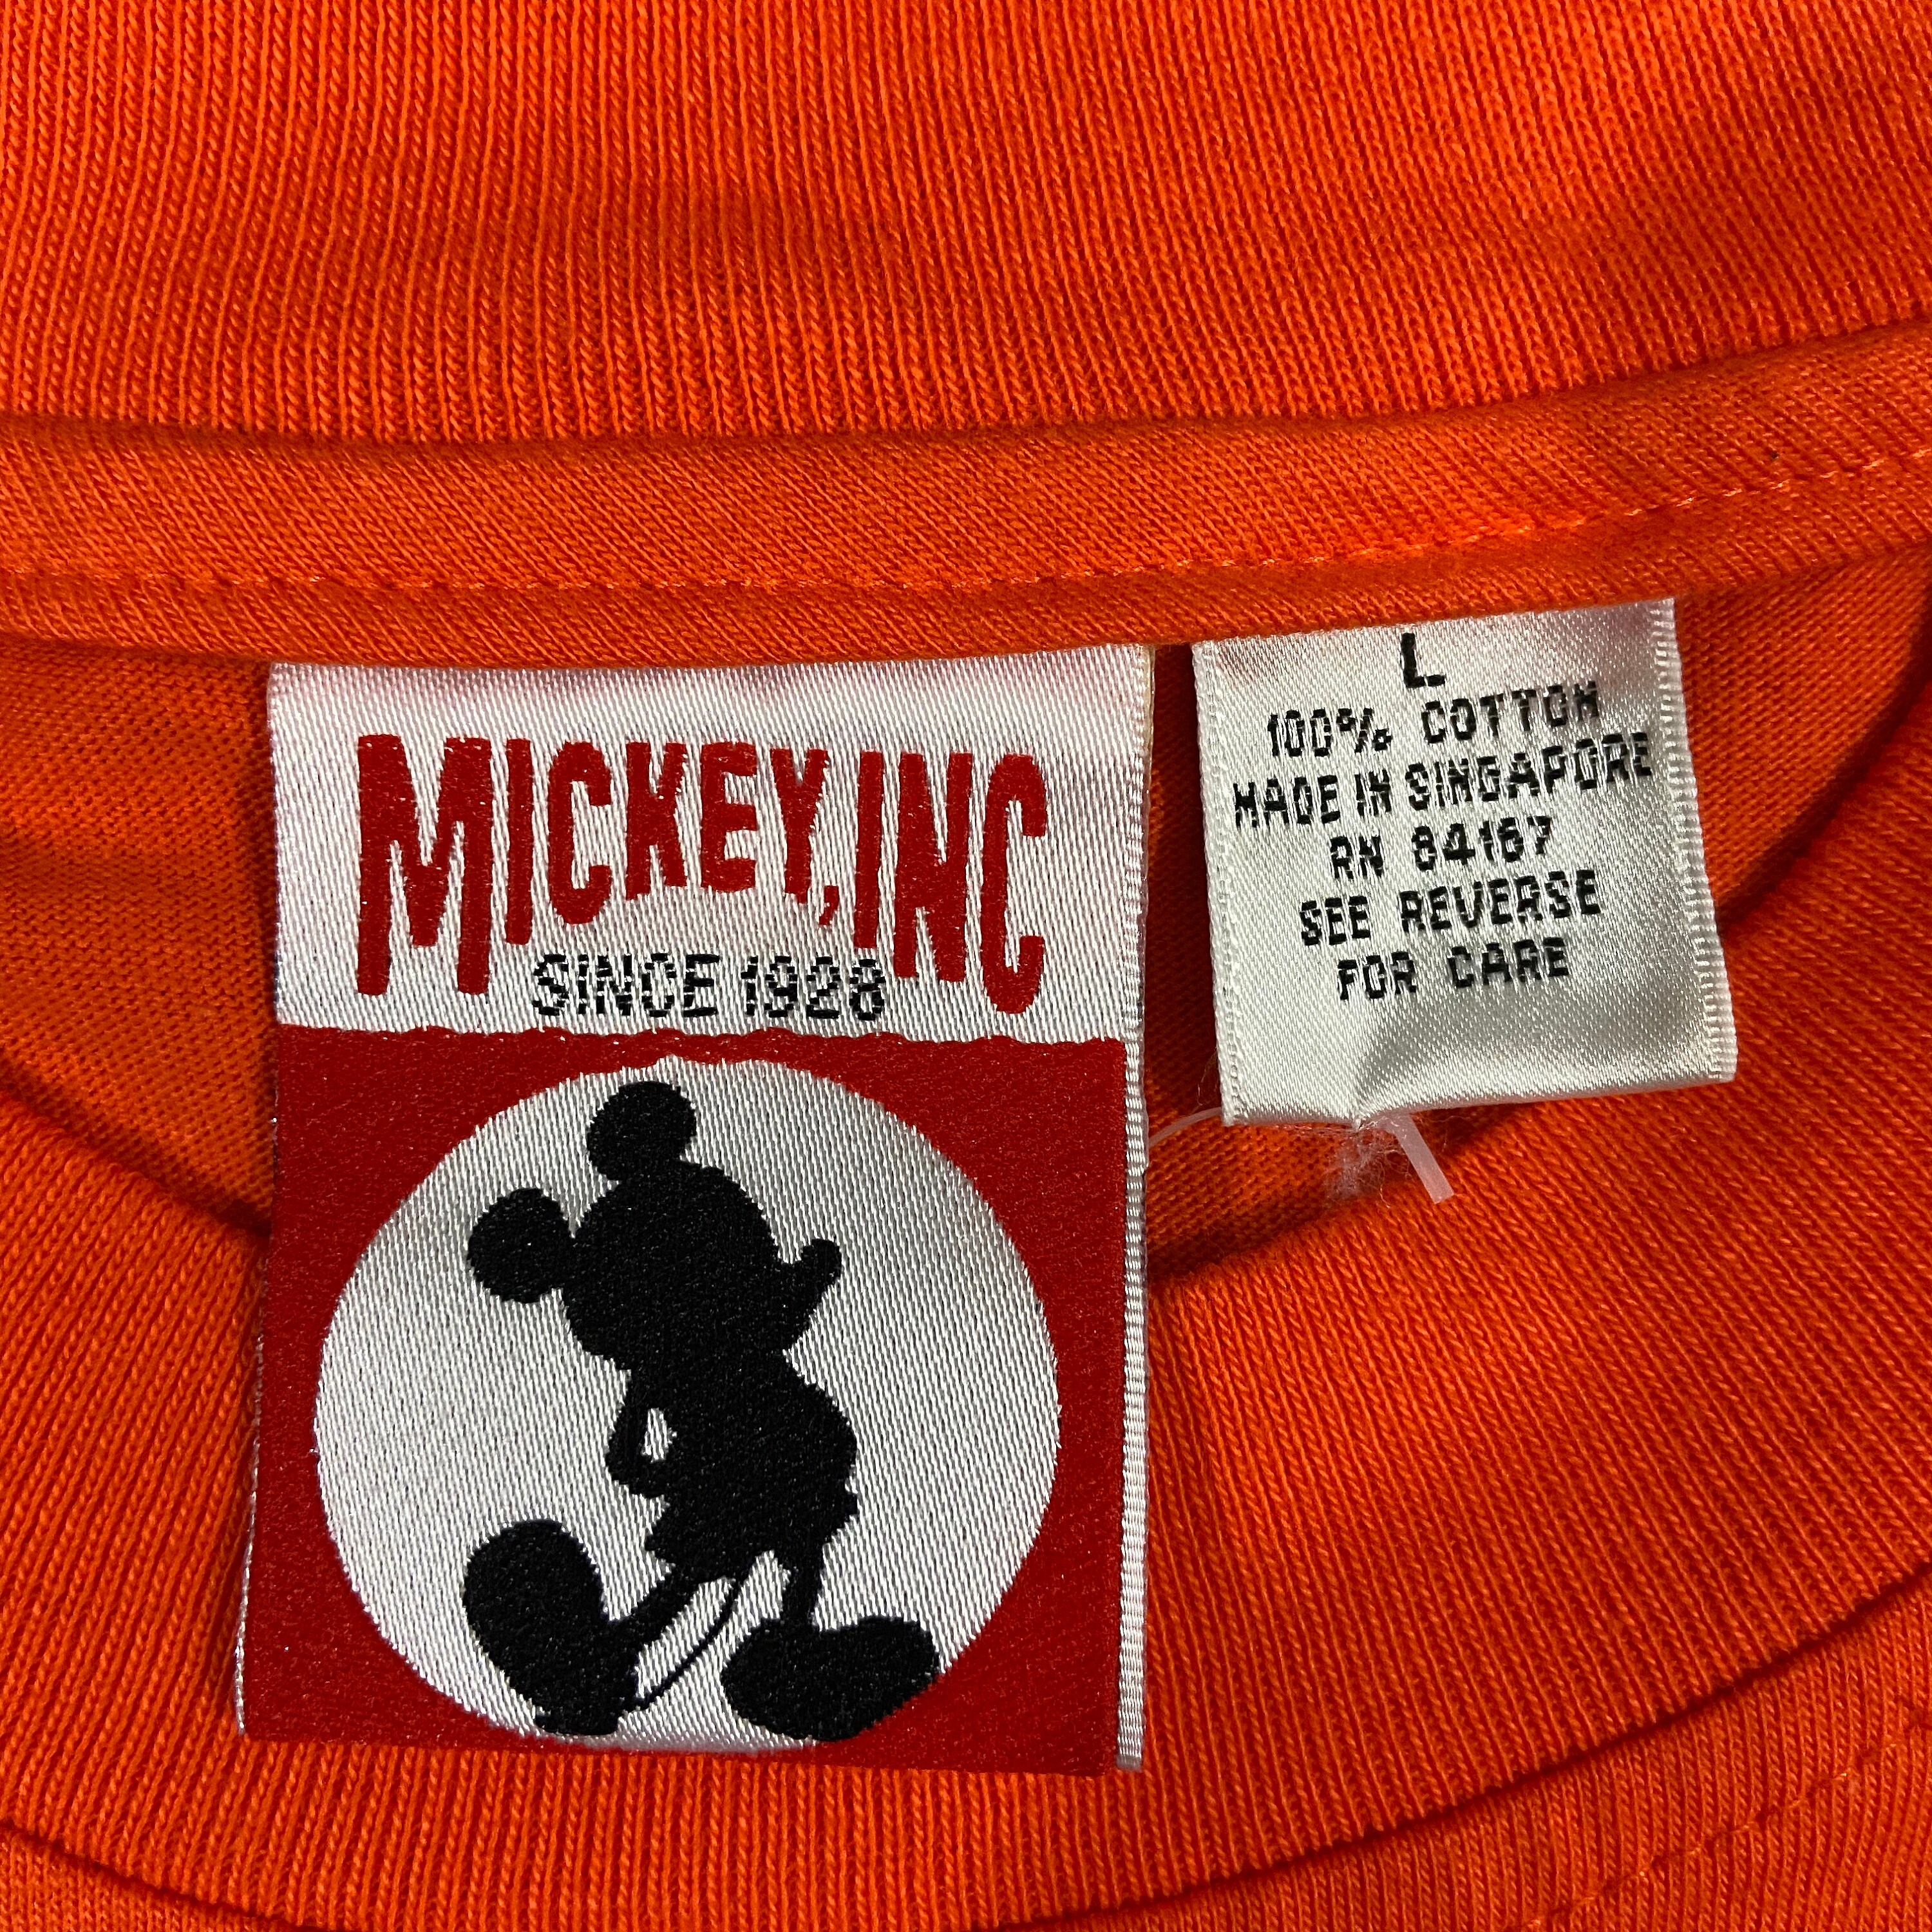 MICKEY, INC
SINCE 1928
L
100% COTTON
MADE IN SINGAPORE
RN 84167
SEE REVERSE
FOR CARE